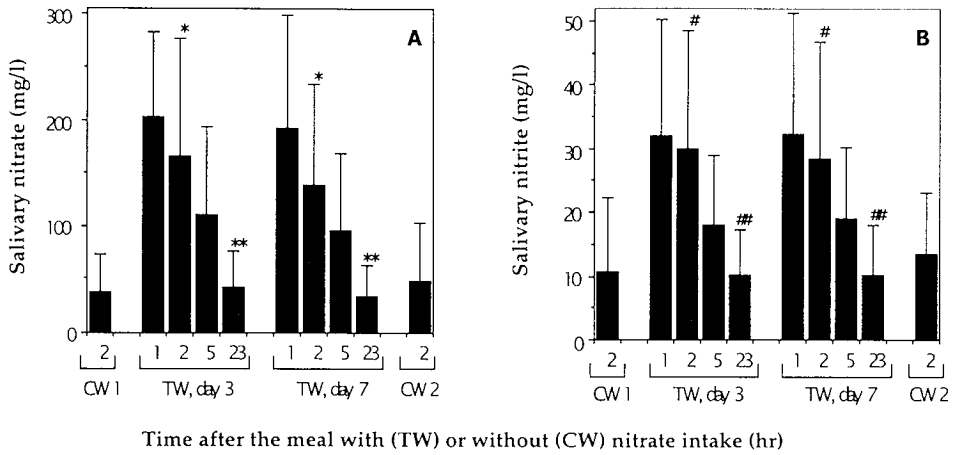 A
Salivary nitrate (mg/l)
300
200
100
0
*
**
*
**
2 1 2 5 23 1 2 5 23 2
CW 1 TW, day 3 TW, day 7 CW 2
B
Salivary nitrite (mg/l)
50
40
30
20
10
0
#
##
#
##
2 1 2 5 23 1 2 5 23 2
CW 1 TW, day 3 TW, day 7 CW 2
Time after the meal with (TW) or without (CW) nitrate intake (hr)